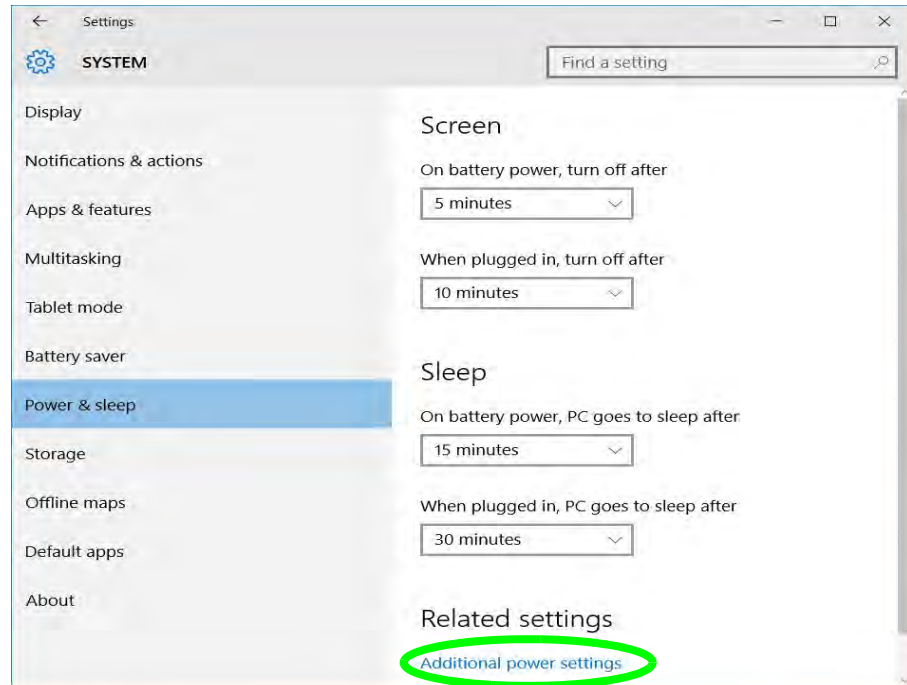 Settings
SYSTEM
Find a setting
Display
Notifications & actions
Apps & features
Multitasking
Tablet mode
Battery saver
Power & sleep
Storage
Offline maps
Default apps
About
Screen
On battery power, turn off after
5 minutes
When plugged in, turn off after
10 minutes
Sleep
On battery power, PC goes to sleep after
15 minutes
When plugged in, PC goes to sleep after
30 minutes
Related settings
Additional power settings